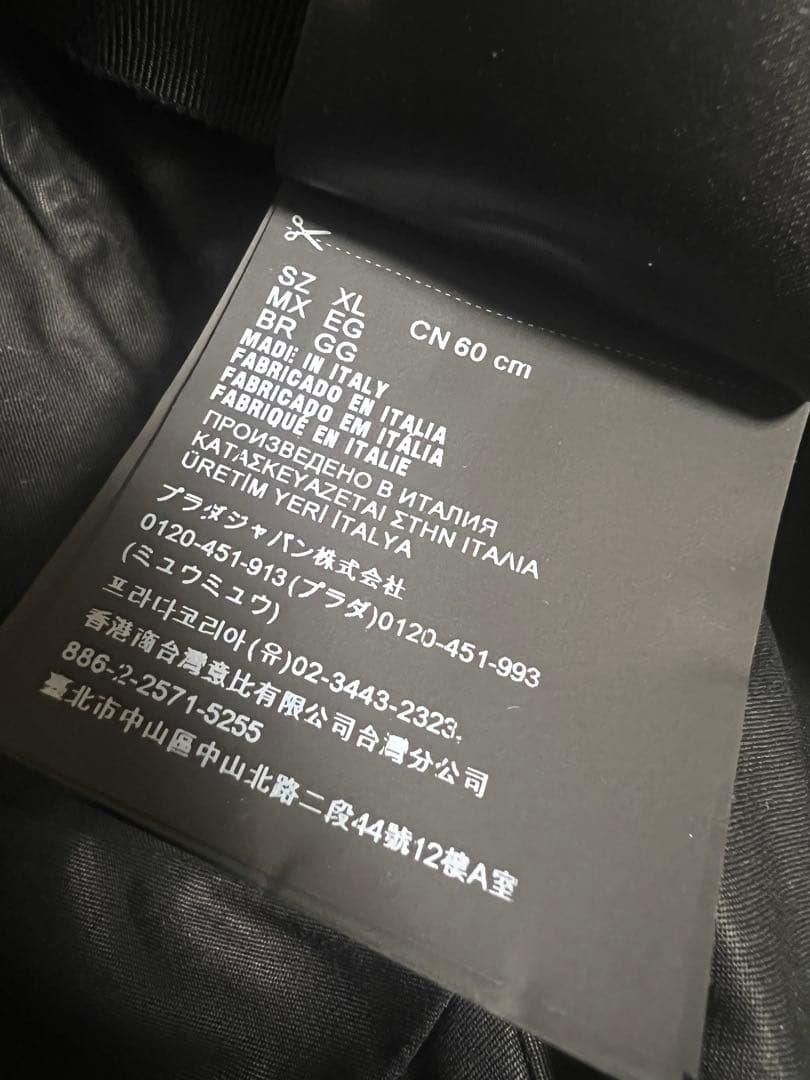 SZ XL
MX EG CN 60 cm
BR GG
MADE IN ITALY
FABRICADO EN ITALIA
FABRICADO EM ITÁLIA
FABRIQUÉ EN ITALIE
ПРОИЗВЕДЕНО В ИТАЛИЯ
ΚΑΤΑΣΚΕΥΑΖΕΤΑΙ ΣΤΗΝ ΙΤΑΛΙΑ
ÜRETİM YERİ İTALYA
プラダジャパン株式会社
0120-451-913(プラダ)0120-451-993
(ミュウミュウ)
프라다코리아(유)02-3443-2323.
香港商台灣意比有限公司台灣分公司
886-2-2571-5255
臺北市中山區中山北路二段44號12樓A室